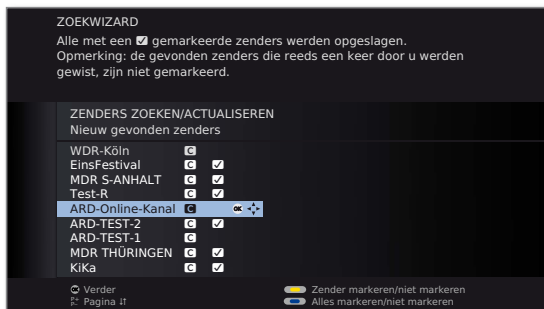 ZOEKWIZARD
Alle met een ☑ gemarkeerde zenders werden opgeslagen.
Opmerking: de gevonden zenders die reeds een keer door u werden
gewist, zijn niet gemarkeerd.
ZENDERS ZOEKEN/ACTUALISEREN
Nieuw gevonden zenders
WDR-Köln C
EinsFestival C ✓
MDR S-ANHALT C ✓
Test-R C ✓
ARD-Online-Kanal C OK
ARD-TEST-2 C ✓
ARD-TEST-1 C
MDR THÜRINGEN C ✓
KiKa C ✓
OK Verder
P+ P- Pagina ↓↑
Zender markeren/niet markeren
Alles markeren/niet markeren